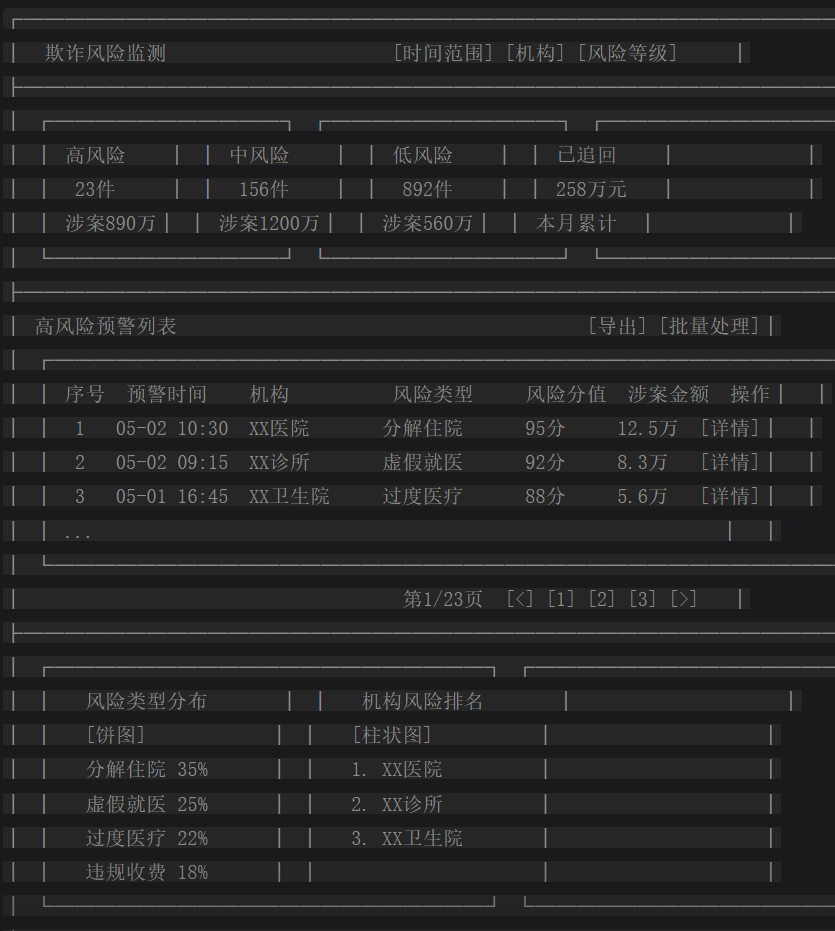 欺诈风险监测 [时间范围] [机构] [风险等级]
高风险 中风险 低风险 已追回
23件 156件 892件 258万元
涉案890万 涉案1200万 涉案560万 本月累计
高风险预警列表 [导出] [批量处理]
序号 预警时间 机构 风险类型 风险分值 涉案金额 操作
1 05-02 10:30 XX医院 分解住院 95分 12.5万 [详情]
2 05-02 09:15 XX诊所 虚假就医 92分 8.3万 [详情]
3 05-01 16:45 XX卫生院 过度医疗 88分 5.6万 [详情]
...
第1/23页 [<] [1] [2] [3] [>]
风险类型分布 机构风险排名
[饼图] [柱状图]
分解住院 35% 1. XX医院
虚假就医 25% 2. XX诊所
过度医疗 22% 3. XX卫生院
违规收费 18%